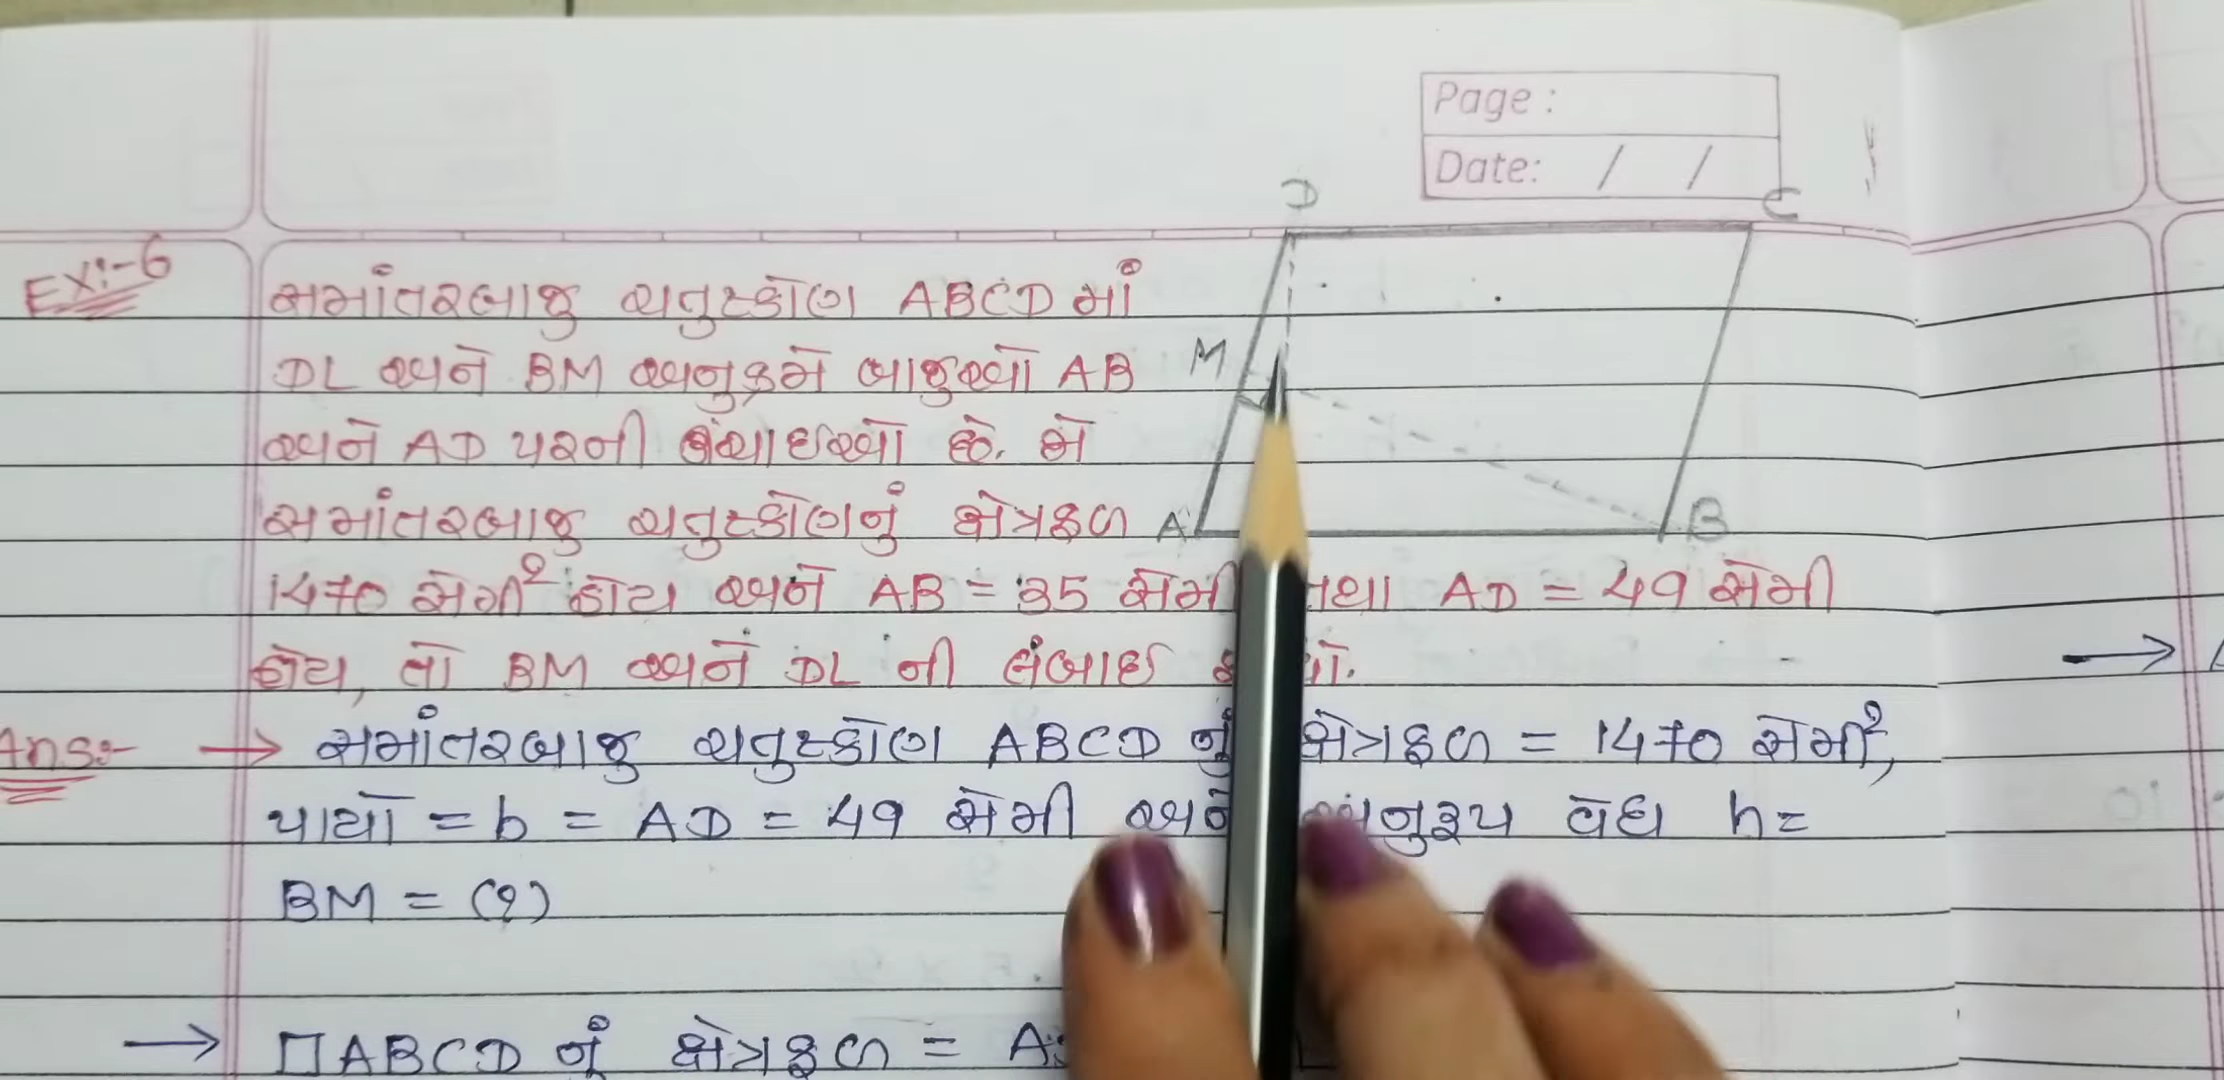 Page :
Date: / /
D C
Ex:-6 સમાંતરબાજુ ચતુષ્કોણ ABCD માં
DL અને BM અનુક્રમે બાજુઓ AB
M
અને AD પરની ઊંચાઈઓ છે. જો
સમાંતરબાજુ ચતુષ્કોણનું ક્ષેત્રફળ
A B
1470 સેમી² હોય અને AB = 35 સેમી તથા AD = 49 સેમી
હોય, તો BM અને DL ની લંબાઈ
Ans:- → સમાંતરબાજુ ચતુષ્કોણ ABCD નું ક્ષેત્રફળ = 1470 સેમી²,
પાયો = b = AD = 49 સેમી અને અનુરૂપ વેધ h =
BM = (?)
→ □ABCD નું ક્ષેત્રફળ =
→